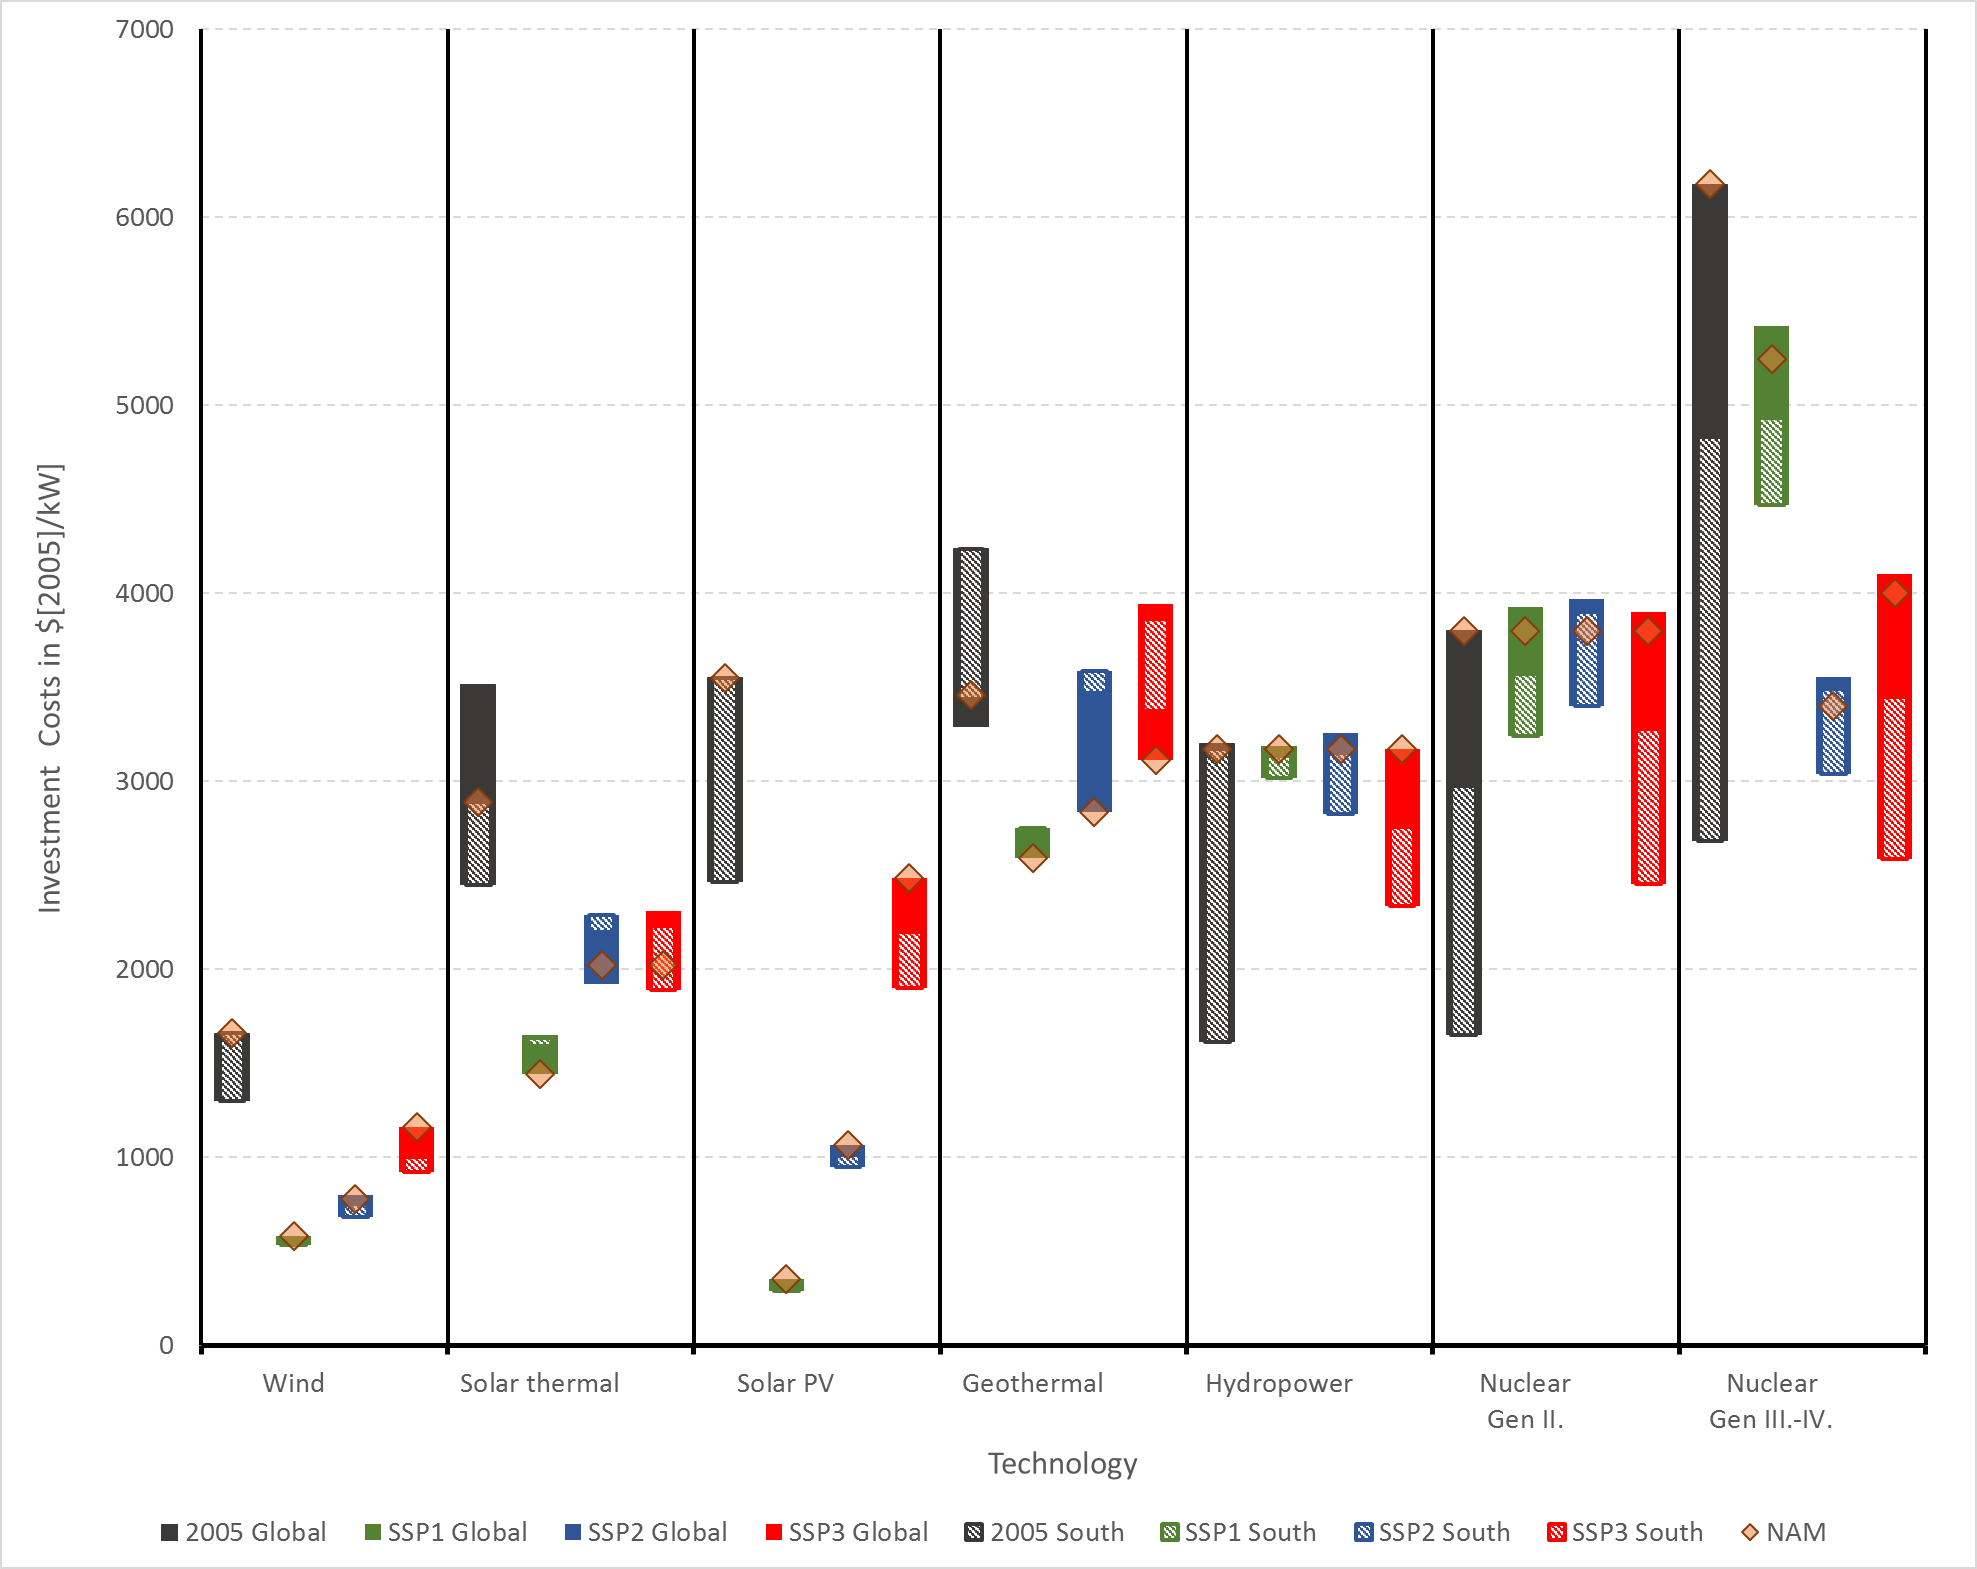 7000
6000
5000
4000
3000
2000
1000
0
Investment Costs in $[2005]/kW]
Wind
Solar thermal
Solar PV
Geothermal
Hydropower
Nuclear
Gen II.
Nuclear
Gen III.-IV.
Technology
2005 Global SSP1 Global SSP2 Global SSP3 Global 2005 South SSP1 South SSP2 South SSP3 South NAM